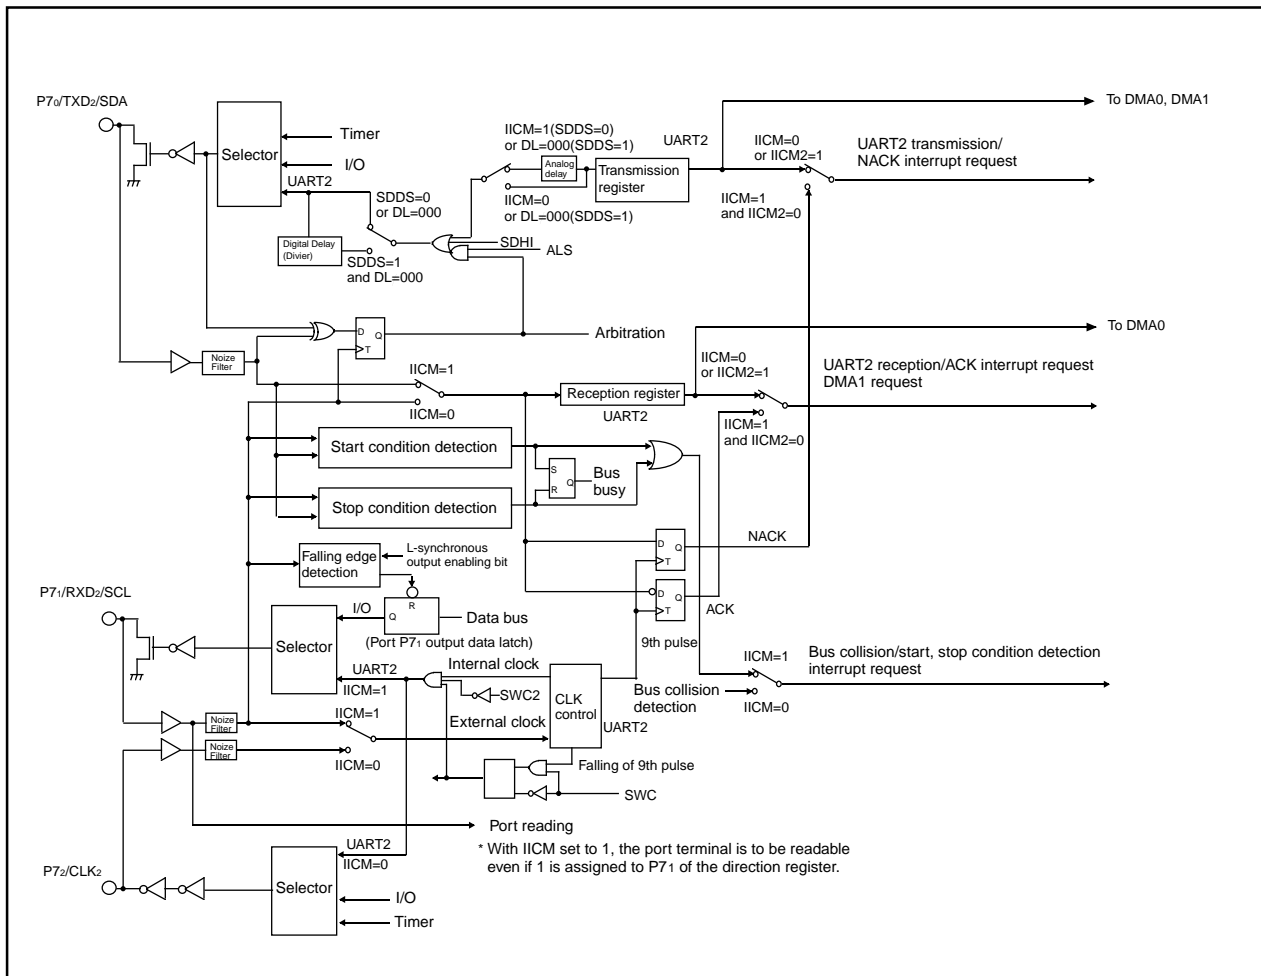 P70/TXD2/SDA
Selector
Timer
I/O
UART2
Digital Delay
(Divier)
SDDS=0
or DL=000
SDDS=1
and DL=000
IICM=1(SDDS=0)
or DL=000(SDDS=1)
Analog
delay
IICM=0
or DL=000(SDDS=1)
SDHI
ALS
UART2
Transmission
register
To DMA0, DMA1
IICM=0
or IICM2=1
UART2 transmission/
NACK interrupt request
IICM=1
and IICM2=0
D
Q
T
Arbitration
Noize
Filter
To DMA0
IICM=1
IICM=0
Reception register
UART2
IICM=0
or IICM2=1
UART2 reception/ACK interrupt request
DMA1 request
IICM=1
and IICM2=0
Start condition detection
Stop condition detection
S
R
Q
Bus
busy
Falling edge
detection
L-synchronous
output enabling bit
D
Q
T
NACK
D
Q
T
ACK
9th pulse
P71/RXD2/SCL
Selector
I/O
R
Q
Data bus
(Port P71 output data latch)
UART2
IICM=1
Internal clock
SWC2
CLK
control
UART2
Bus collision
detection
IICM=1
IICM=0
Bus collision/start, stop condition detection
interrupt request
Noize
Filter
Noize
Filter
IICM=1
IICM=0
External clock
Falling of 9th pulse
SWC
Port reading
* With IICM set to 1, the port terminal is to be readable
even if 1 is assigned to P71 of the direction register.
P72/CLK2
Selector
UART2
IICM=0
I/O
Timer